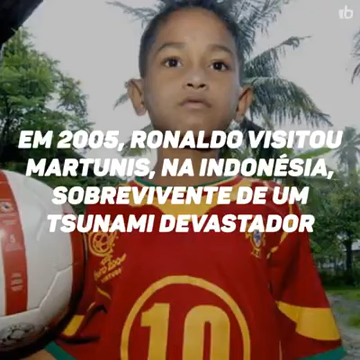 EM 2005, RONALDO VISITOU
MARTUNIS, NA INDONÉSIA,
SOBREVIVENTE DE UM
TSUNAMI DEVASTADOR
10